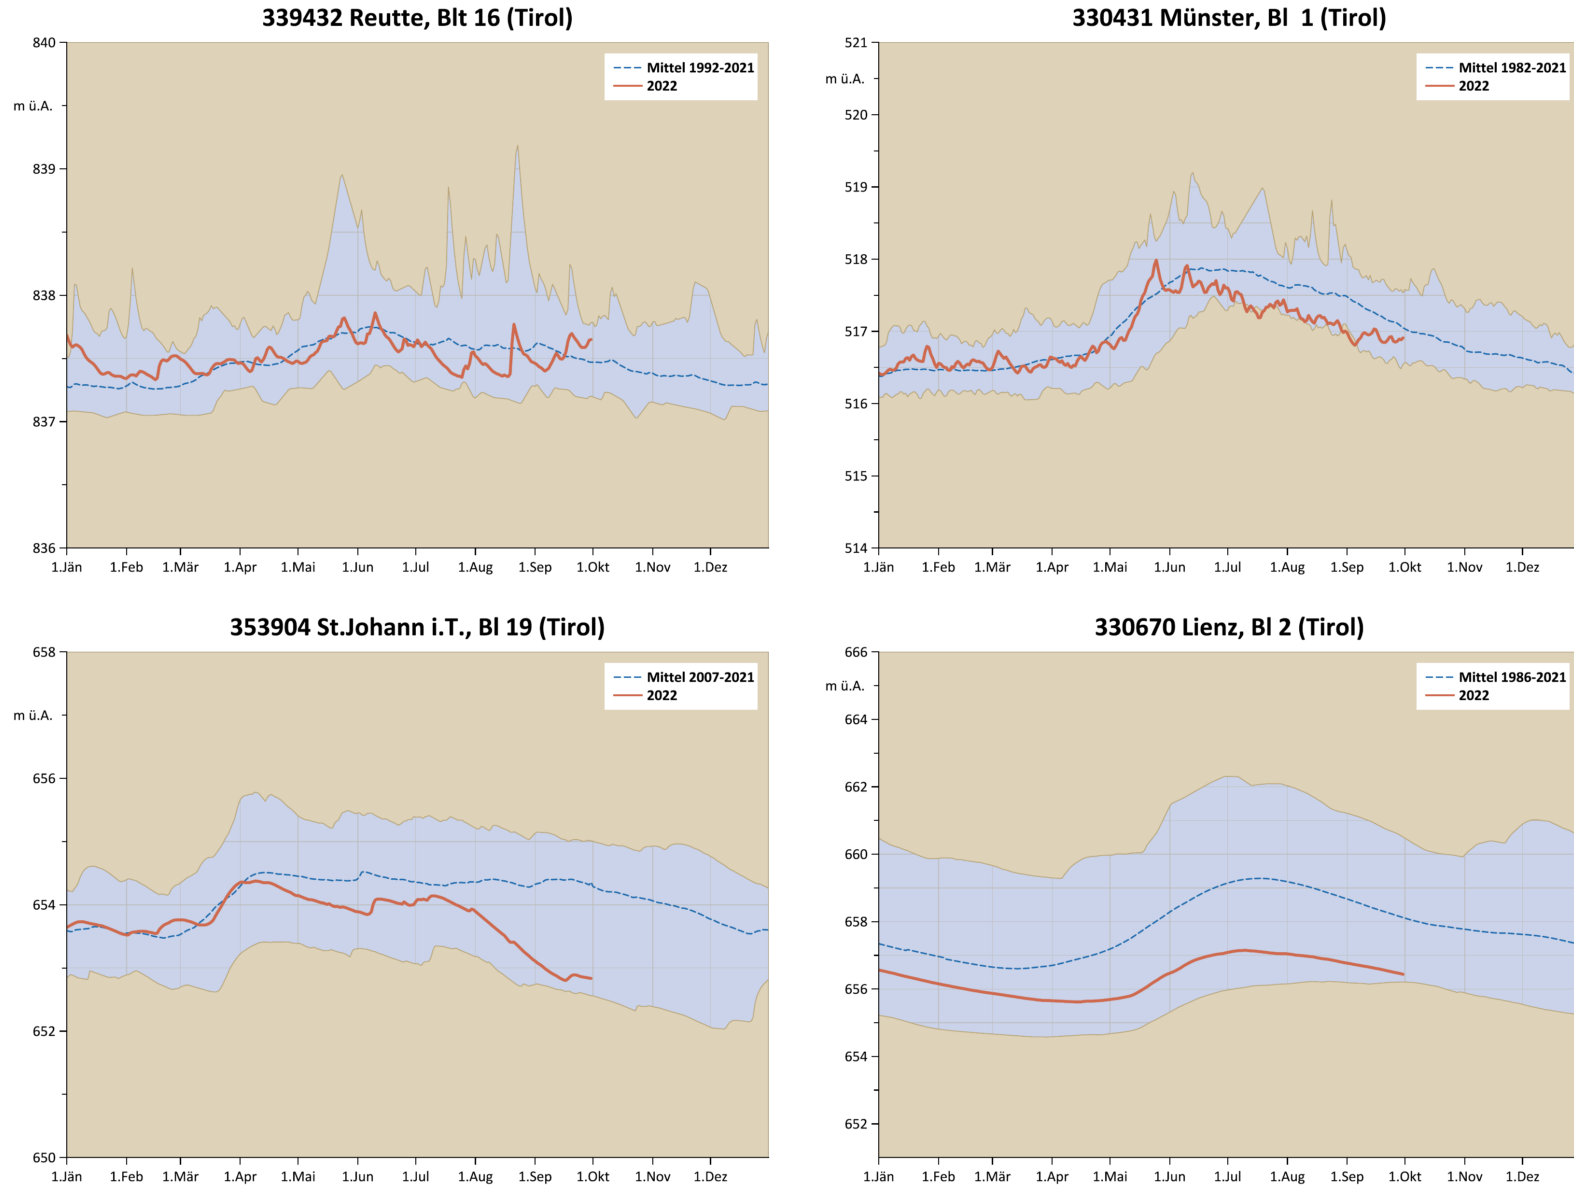 339432 Reutte, Blt 16 (Tirol)
840
m ü.A.
839
838
837
836
Mittel 1992-2021
2022
1.Jän 1.Feb 1.Mär 1.Apr 1.Mai 1.Jun 1.Jul 1.Aug 1.Sep 1.Okt 1.Nov 1.Dez
330431 Münster, Bl 1 (Tirol)
521
m ü.A.
520
519
518
517
516
515
514
Mittel 1982-2021
2022
1.Jän 1.Feb 1.Mär 1.Apr 1.Mai 1.Jun 1.Jul 1.Aug 1.Sep 1.Okt 1.Nov 1.Dez
353904 St.Johann i.T., Bl 19 (Tirol)
658
m ü.A.
656
654
652
650
Mittel 2007-2021
2022
1.Jän 1.Feb 1.Mär 1.Apr 1.Mai 1.Jun 1.Jul 1.Aug 1.Sep 1.Okt 1.Nov 1.Dez
330670 Lienz, Bl 2 (Tirol)
666
m ü.A.
664
662
660
658
656
654
652
Mittel 1986-2021
2022
1.Jän 1.Feb 1.Mär 1.Apr 1.Mai 1.Jun 1.Jul 1.Aug 1.Sep 1.Okt 1.Nov 1.Dez